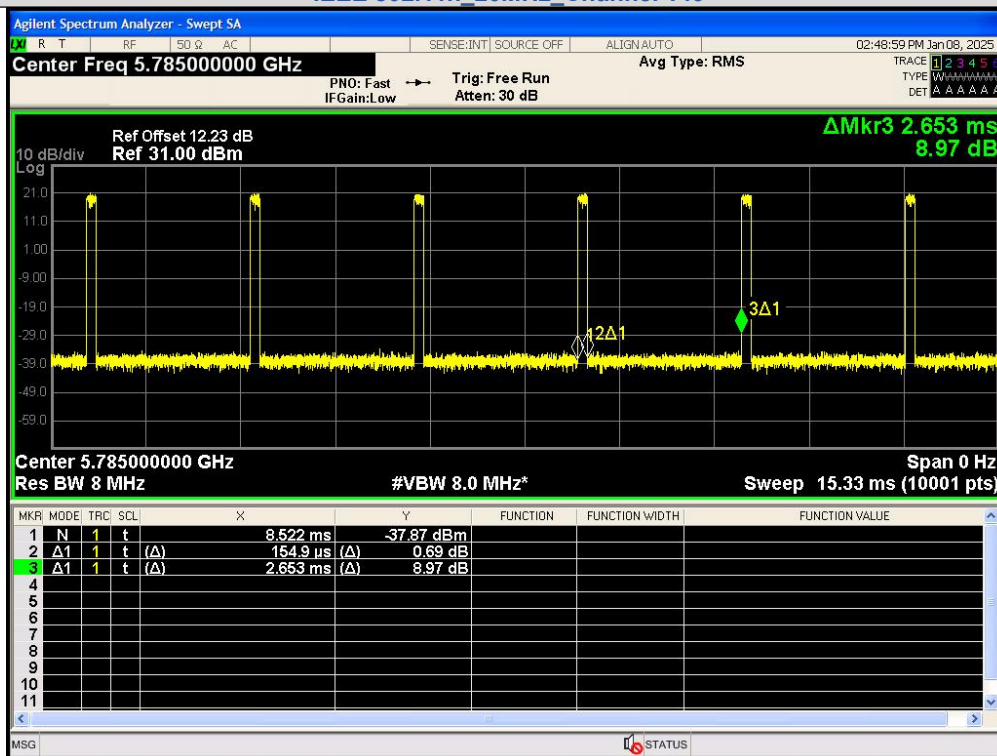 Agilent Spectrum Analyzer - Swept SA
LXI R T RF 50 Ω AC SENSE:INT SOURCE OFF ALIGN AUTO 02:48:59 PM Jan 08, 2025
Center Freq 5.785000000 GHz
Avg Type: RMS
TRACE 1 2 3 4 5 6
PNO: Fast
Trig: Free Run
TYPE
IFGain:Low
Atten: 30 dB
DET A A A A A A
ΔMkr3 2.653 ms
8.97 dB
Ref Offset 12.23 dB
10 dB/div Ref 31.00 dBm
Log
21.0
11.0
1.00
-9.00
-19.0
3Δ1
-29.0
12Δ1
-39.0
-49.0
-59.0
Center 5.785000000 GHz Span 0 Hz
Res BW 8 MHz #VBW 8.0 MHz* Sweep 15.33 ms (10001 pts)
MKR MODE TRC SCL X Y FUNCTION FUNCTION WIDTH FUNCTION VALUE
1 N 1 t 8.522 ms -37.87 dBm
2 Δ1 1 t (Δ) 154.9 µs (Δ) 0.69 dB
3 Δ1 1 t (Δ) 2.653 ms (Δ) 8.97 dB
4
5
6
7
8
9
10
11
MSG STATUS